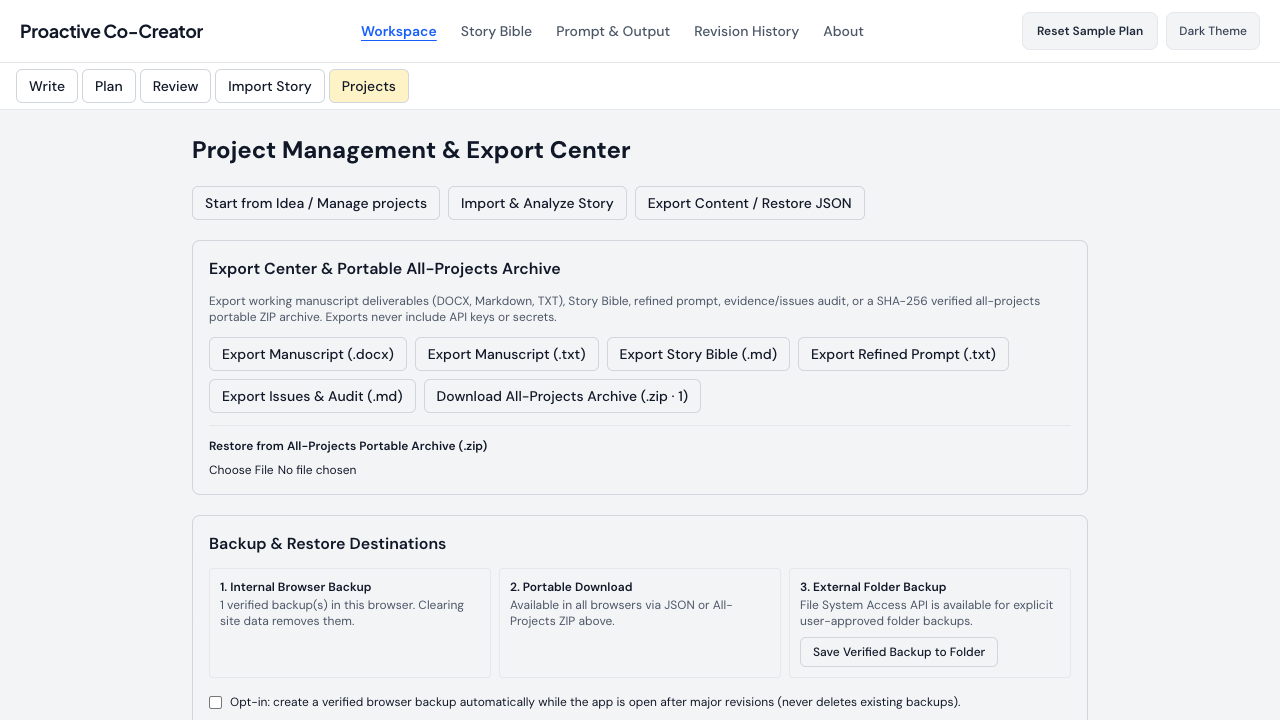 Proactive Co-Creator
Workspace
Story Bible
Prompt & Output
Revision History
About
Reset Sample Plan
Dark Theme
Write
Plan
Review
Import Story
Projects
Project Management & Export Center
Start from Idea / Manage projects
Import & Analyze Story
Export Content / Restore JSON
Export Center & Portable All-Projects Archive
Export working manuscript deliverables (DOCX, Markdown, TXT), Story Bible, refined prompt, evidence/issues audit, or a SHA-256 verified all-projects
portable ZIP archive. Exports never include API keys or secrets.
Export Manuscript (.docx)
Export Manuscript (.txt)
Export Story Bible (.md)
Export Refined Prompt (.txt)
Export Issues & Audit (.md)
Download All-Projects Archive (.zip · 1)
Restore from All-Projects Portable Archive (.zip)
Choose File No file chosen
Backup & Restore Destinations
1. Internal Browser Backup
1 verified backup(s) in this browser. Clearing
site data removes them.
2. Portable Download
Available in all browsers via JSON or All-
Projects ZIP above.
3. External Folder Backup
File System Access API is available for explicit
user-approved folder backups.
Save Verified Backup to Folder
Opt-in: create a verified browser backup automatically while the app is open after major revisions (never deletes existing backups).